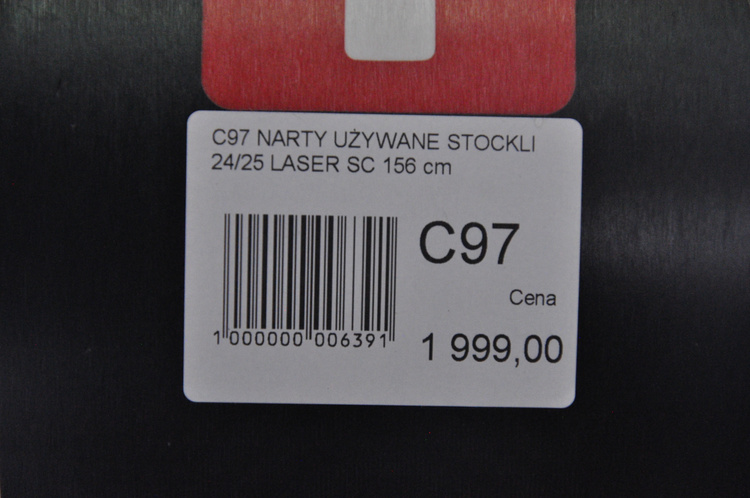 C97 NARTY UŻYWANE STOCKLI
24/25 LASER SC 156 cm
C97
Cena
1 999,00
1 000000 006391